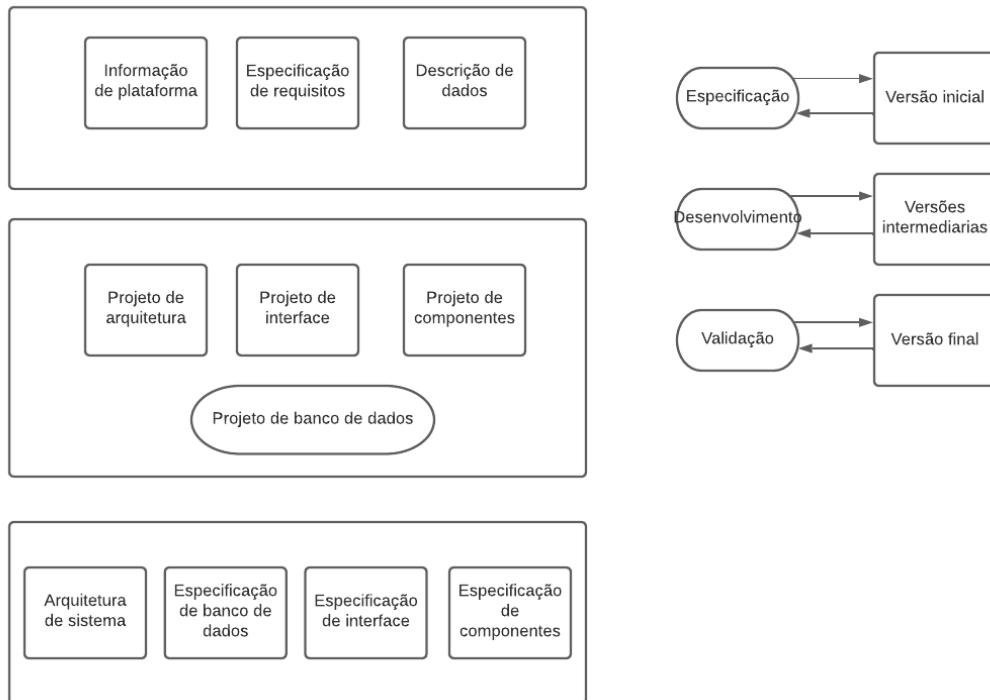 Informação
de plataforma
Especificação
de requisitos
Descrição de
dados
Projeto de
arquitetura
Projeto de
interface
Projeto de
componentes
Projeto de banco de dados
Arquitetura
de sistema
Especificação
de banco de
dados
Especificação
de interface
Especificação
de
componentes
Especificação
Versão inicial
Desenvolvimento
Versões
intermediarias
Validação
Versão final